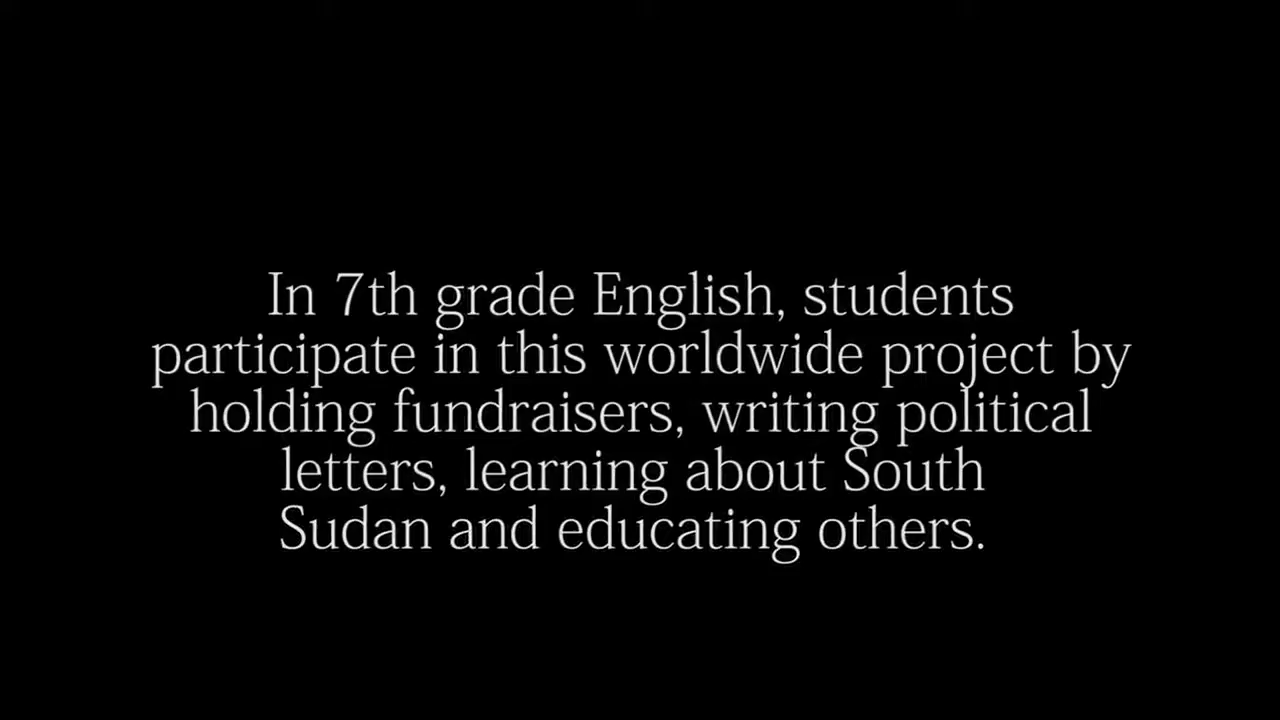 In 7th grade English, students
participate in this worldwide project by
holding fundraisers, writing political
letters, learning about South
Sudan and educating others.